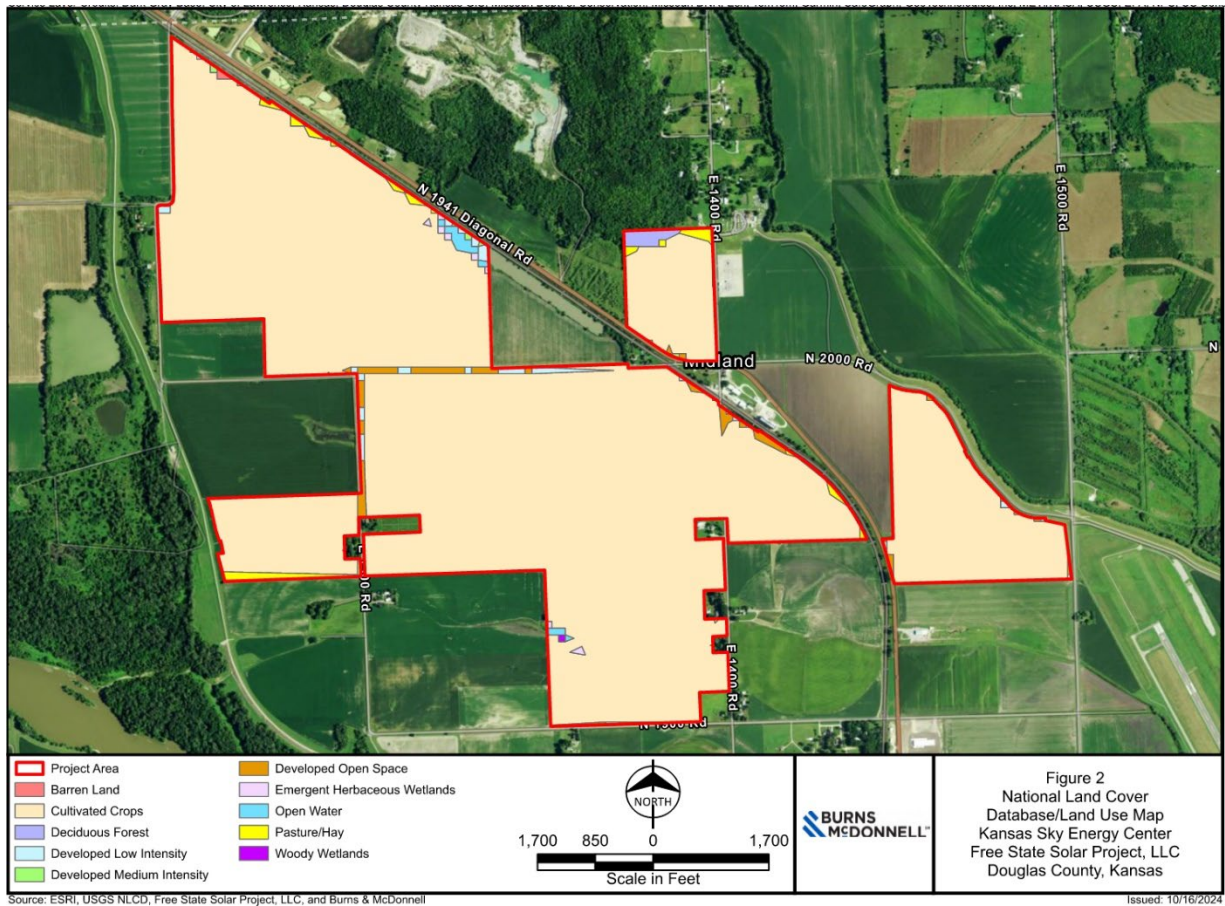 N 1941 Diagonal Rd
E 1400 Rd
E 1500 Rd
Midland
N 2000 Rd
N
00 Rd
E 1400 Rd
Rd
Project Area
Barren Land
Cultivated Crops
Deciduous Forest
Developed Low Intensity
Developed Medium Intensity
Developed Open Space
Emergent Herbaceous Wetlands
Open Water
Pasture/Hay
Woody Wetlands
NORTH
1,700 850 0 1,700
Scale in Feet
BURNS
McDONNELL
Figure 2
National Land Cover
Database/Land Use Map
Kansas Sky Energy Center
Free State Solar Project, LLC
Douglas County, Kansas
Source: ESRI, USGS NLCD, Free State Solar Project, LLC, and Burns & McDonnell
Issued: 10/16/2024